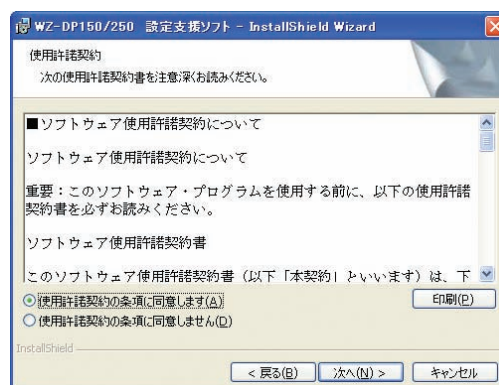 WZ-DP150/250 設定支援ソフト - InstallShield Wizard
使用許諾契約
次の使用許諾契約書を注意深くお読みください。
■ソフトウェア使用許諾契約について
ソフトウェア使用許諾契約について
重要：このソフトウェア・プログラムを使用する前に、以下の使用許諾
契約書を必ずお読みください。
ソフトウェア使用許諾契約書
このソフトウェア使用許諾契約書（以下「本契約」といいます）は、下
使用許諾契約の条項に同意します(A)
印刷(P)
使用許諾契約の条項に同意しません(D)
InstallShield
< 戻る(B)
次へ(N) >
キャンセル